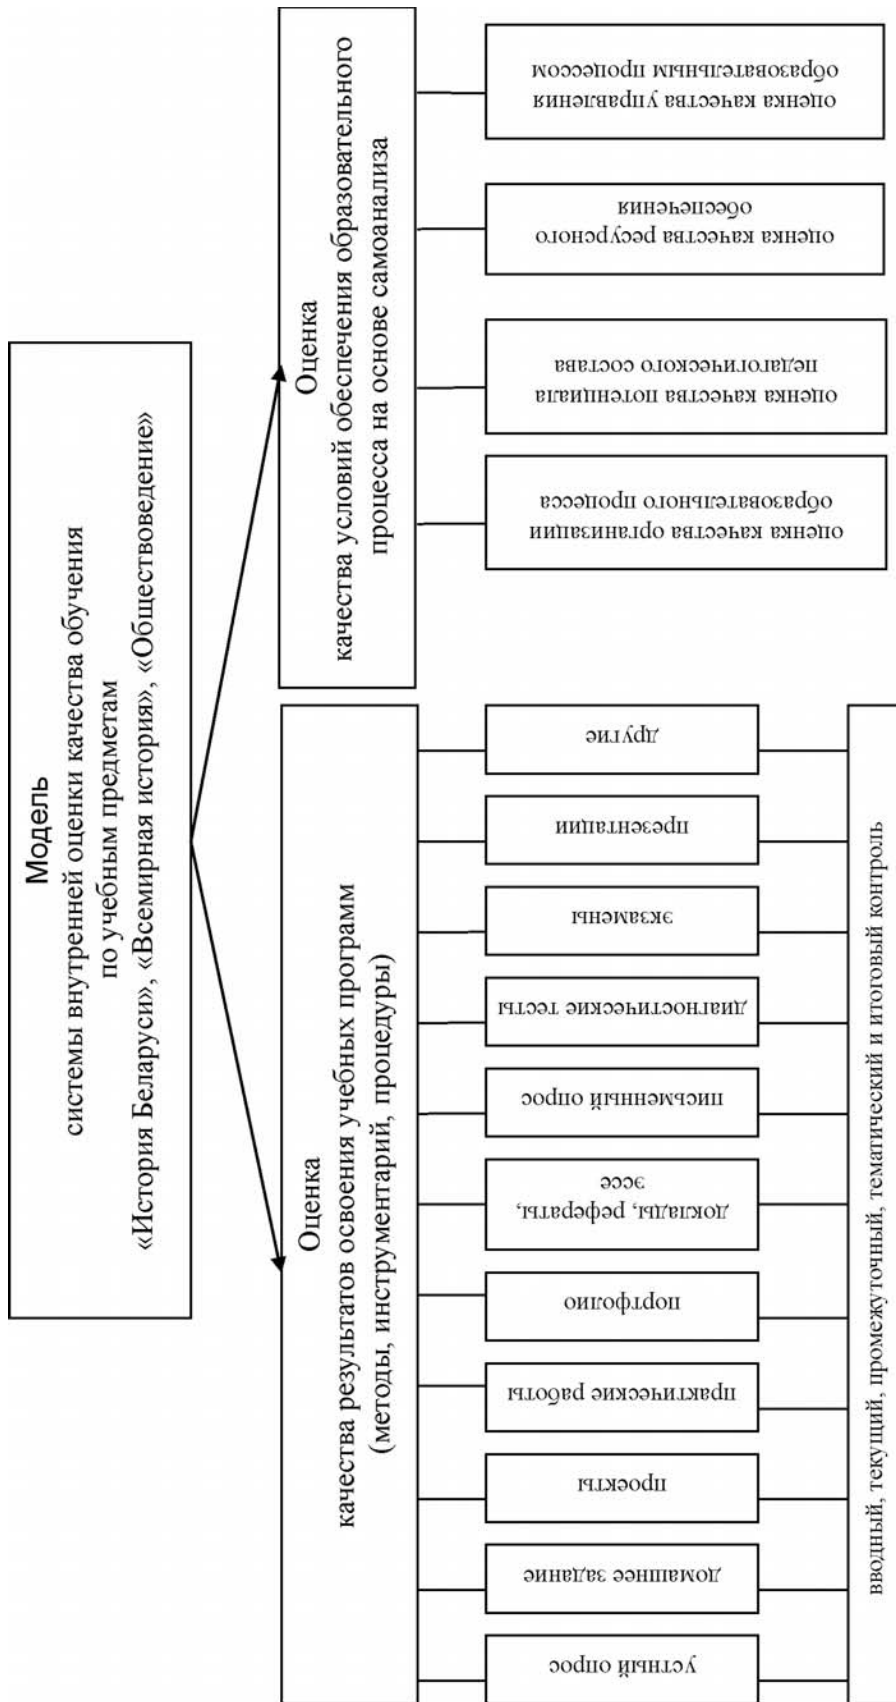 Модель
системы внутренней оценки качества обучения
по учебным предметам
«История Беларуси», «Всемирная история», «Обществоведение»
Оценка
качества результатов освоения учебных программ
(методы, инструментарий, процедуры)
Оценка
качества условий обеспечения образовательного
процесса на основе самоанализа
устный опрос
домашнее задание
проекты
практические работы
портфолио
доклады, рефераты,
эссе
письменный опрос
диагностические тесты
экзамены
презентации
другие
оценка качества организации
образовательного процесса
оценка качества потенциала
педагогического состава
оценка качества ресурсного
обеспечения
оценка качества управления
образовательным процессом
вводный, текущий, промежуточный, тематический и итоговый контроль